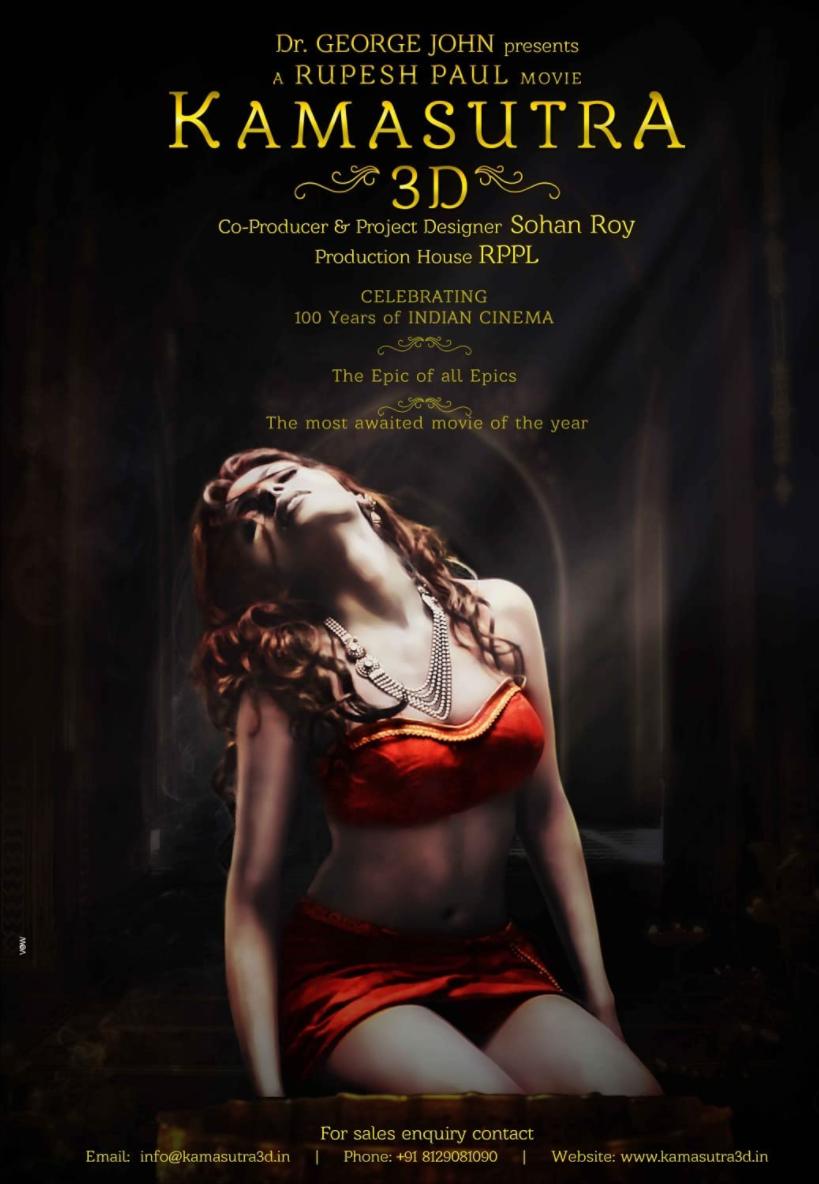 Dr. GEORGE JOHN presents
A RUPESH PAUL MOVIE
KAMASUTRA
3D
Co-Producer & Project Designer Sohan Roy
Production House RPPL
CELEBRATING
100 Years of INDIAN CINEMA
The Epic of all Epics
The most awaited movie of the year
VOW
For sales enquiry contact
Email: info@kamasutra3d.in | Phone: +91 8129081090 | Website: www.kamasutra3d.in